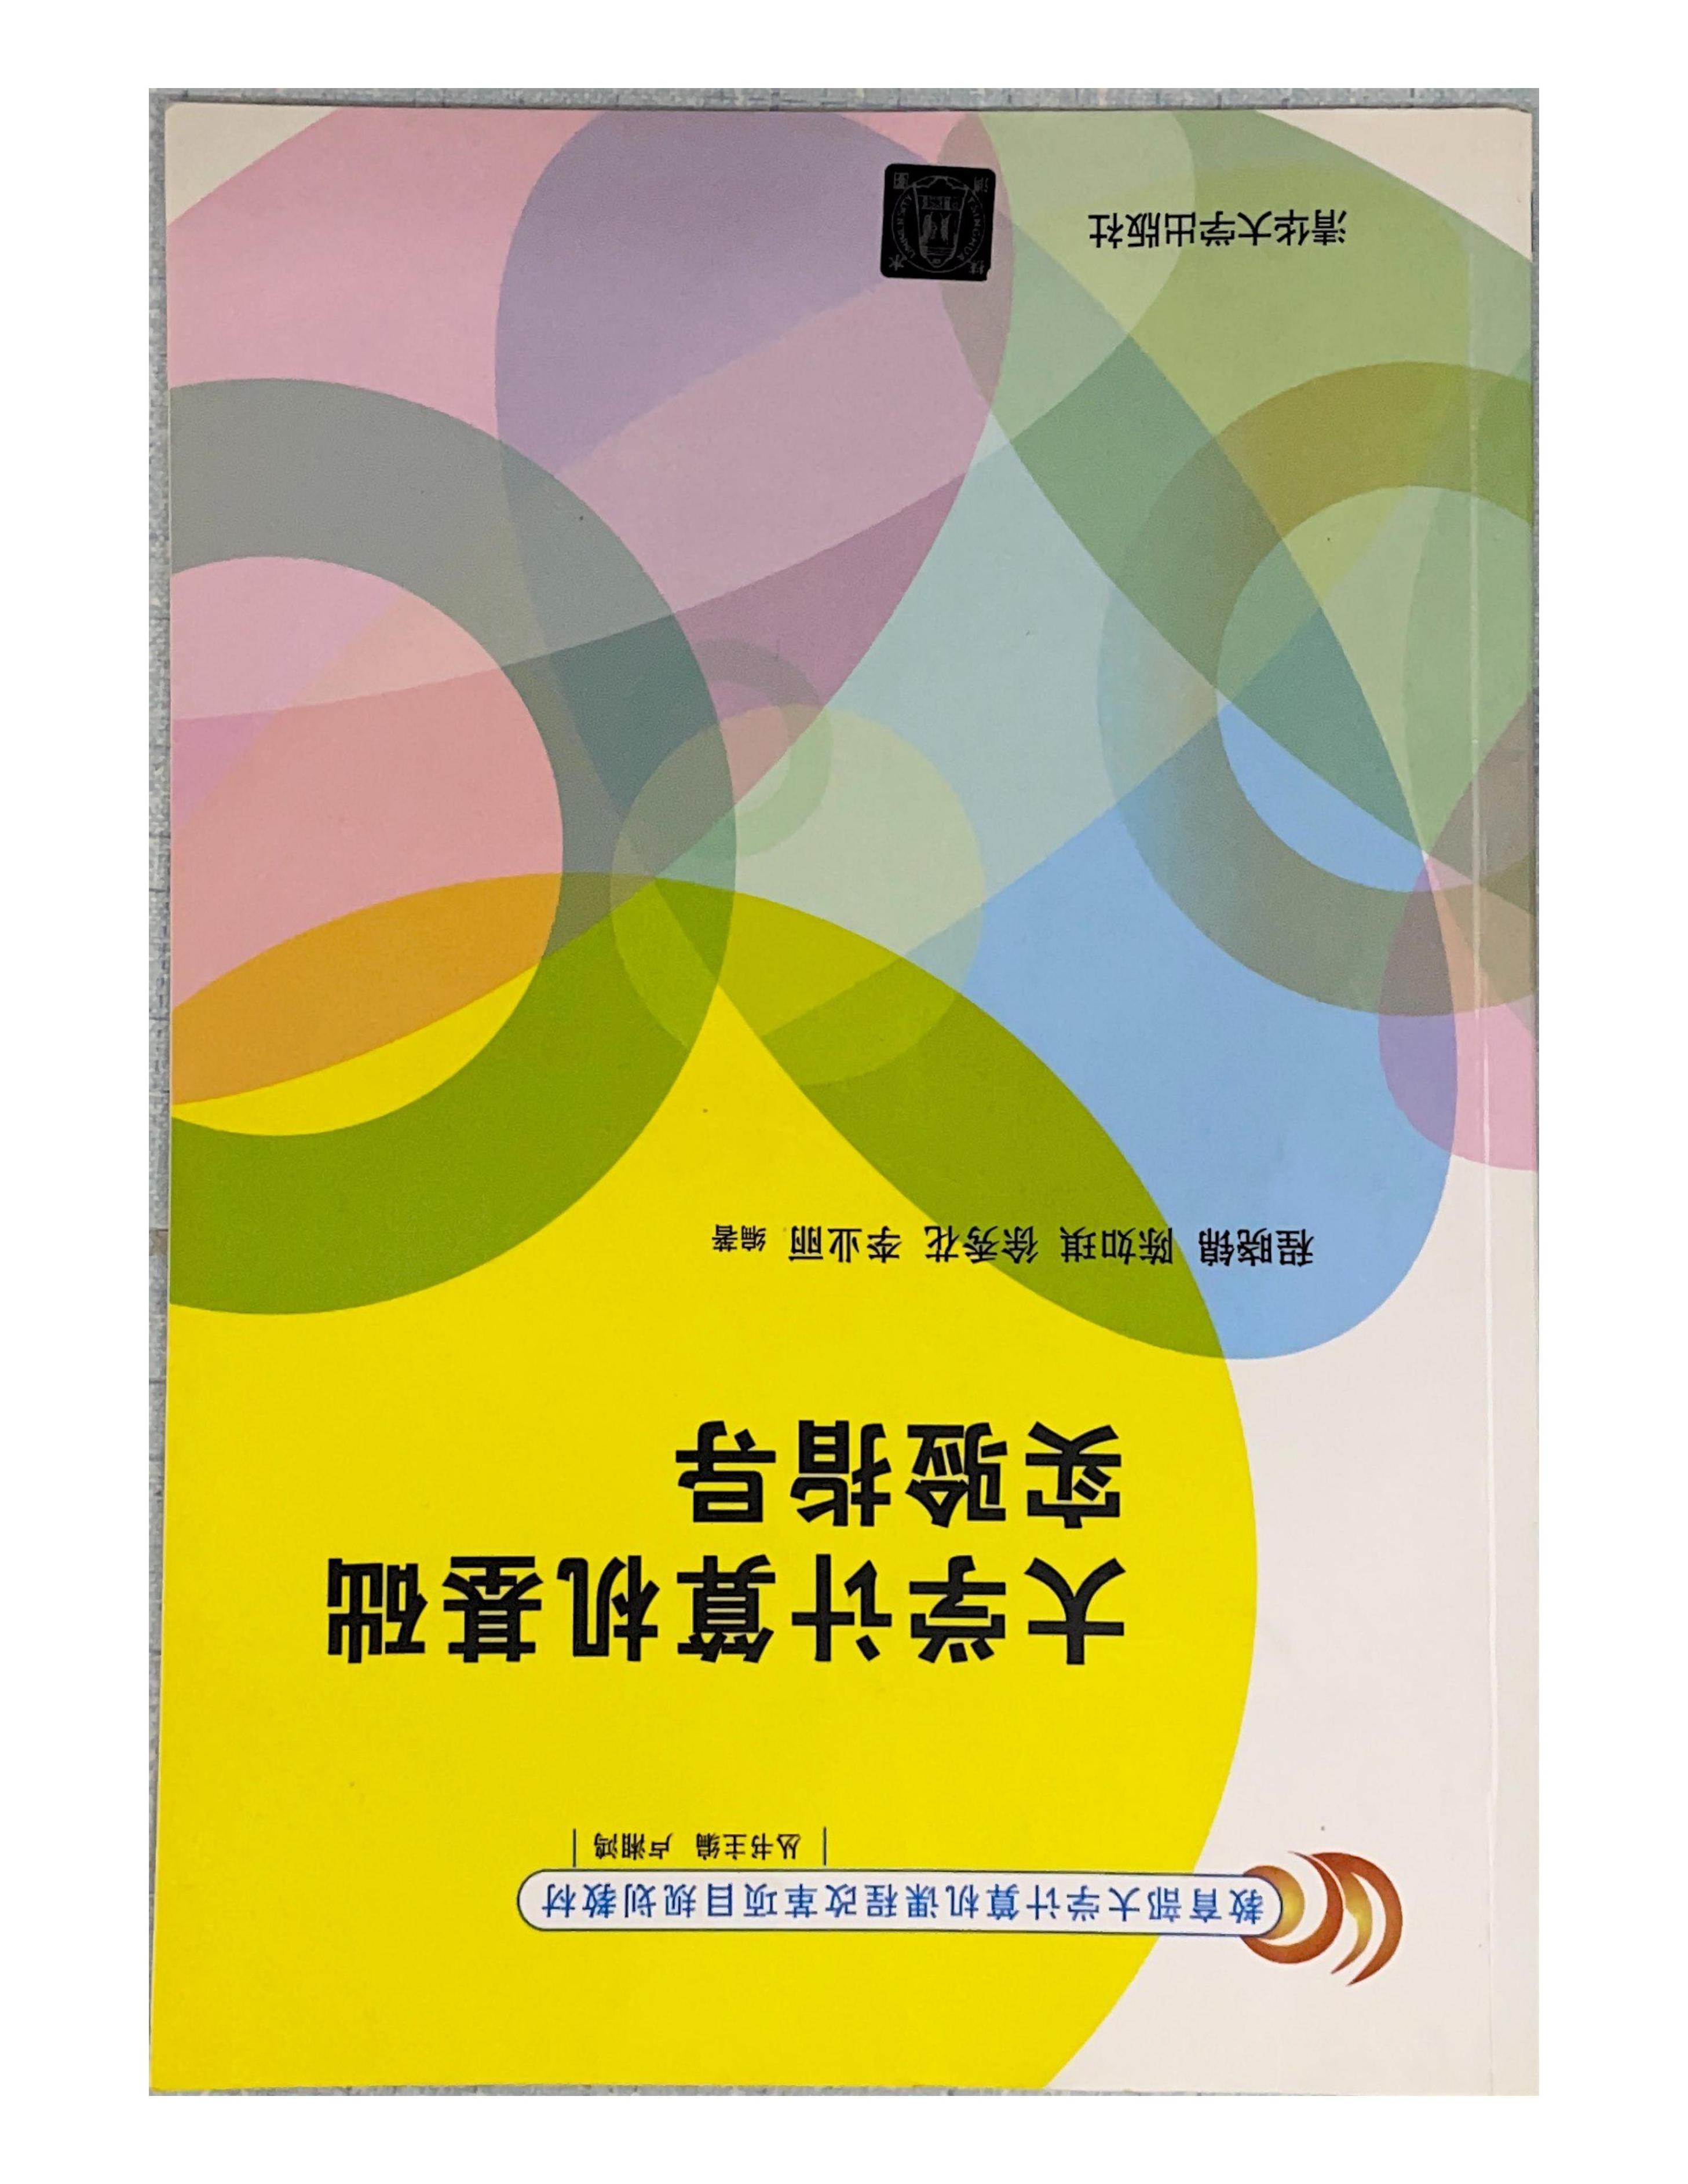 教育部大学计算机课程改革项目规划教材
丛书主编 卢湘鸿
大学计算机基础
实验指导
程晓锦 陈如琪 徐秀花 李业丽 编著
清华大学出版社